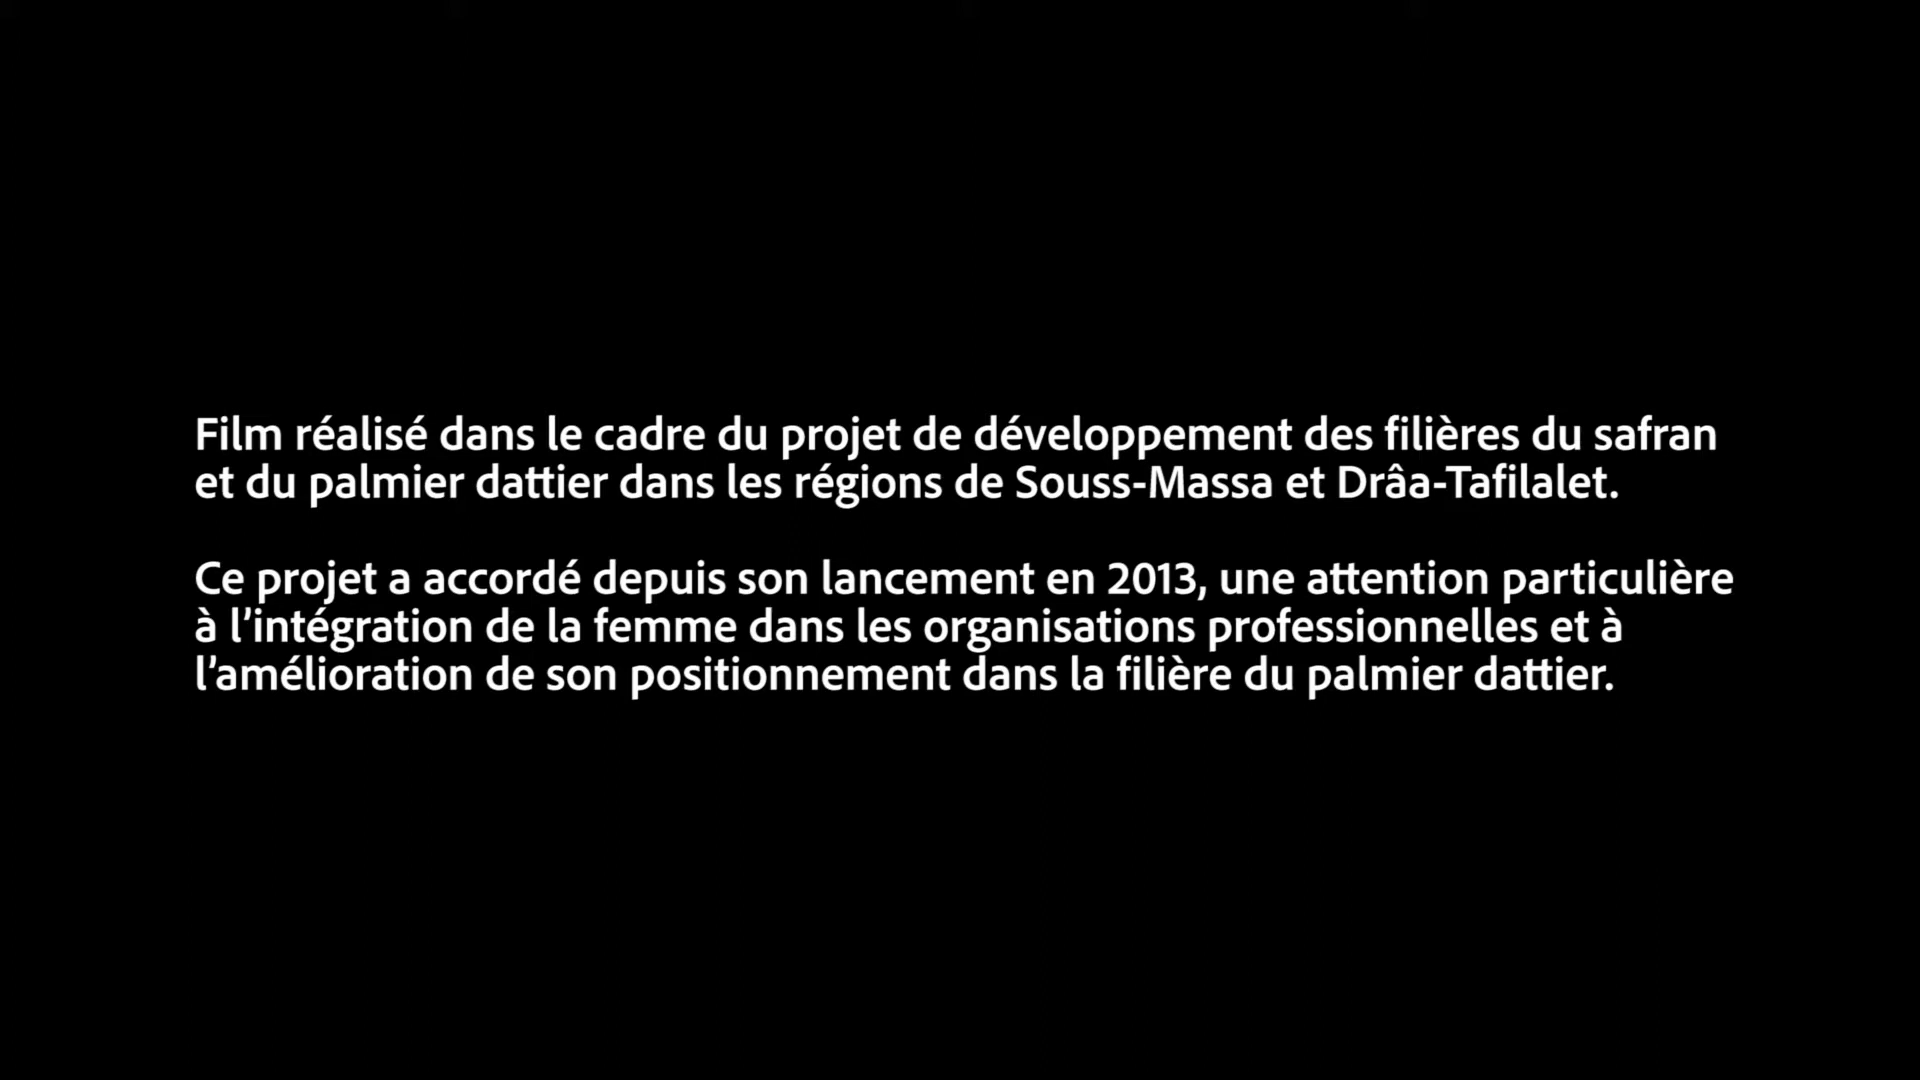 Film réalisé dans le cadre du projet de développement des filières du safran
et du palmier dattier dans les régions de Souss-Massa et Drâa-Tafilalet.
Ce projet a accordé depuis son lancement en 2013, une attention particulière
à l’intégration de la femme dans les organisations professionnelles et à
l’amélioration de son positionnement dans la filière du palmier dattier.